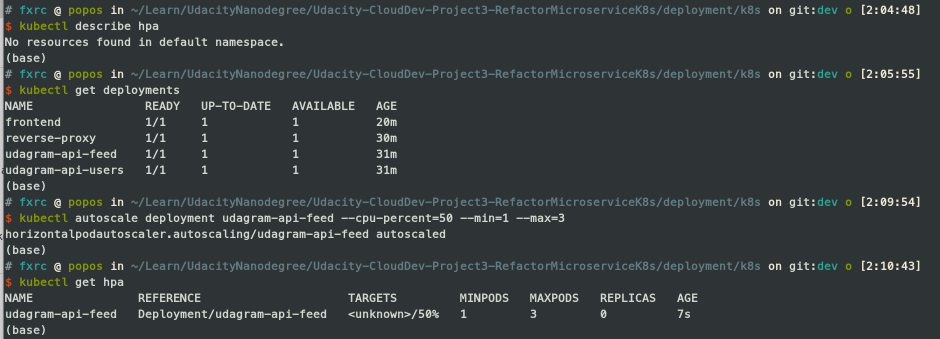 # fxrc @ popos in ~/Learn/UdacityNanodegree/Udacity-CloudDev-Project3-RefactorMicroserviceK8s/deployment/k8s on git:dev o [2:04:48]
$ kubectl describe hpa
No resources found in default namespace.
(base)
# fxrc @ popos in ~/Learn/UdacityNanodegree/Udacity-CloudDev-Project3-RefactorMicroserviceK8s/deployment/k8s on git:dev o [2:05:55]
$ kubectl get deployments
NAME READY UP-TO-DATE AVAILABLE AGE
frontend 1/1 1 1 20m
reverse-proxy 1/1 1 1 30m
udagram-api-feed 1/1 1 1 31m
udagram-api-users 1/1 1 1 31m
(base)
# fxrc @ popos in ~/Learn/UdacityNanodegree/Udacity-CloudDev-Project3-RefactorMicroserviceK8s/deployment/k8s on git:dev o [2:09:54]
$ kubectl autoscale deployment udagram-api-feed --cpu-percent=50 --min=1 --max=3
horizontalpodautoscaler.autoscaling/udagram-api-feed autoscaled
(base)
# fxrc @ popos in ~/Learn/UdacityNanodegree/Udacity-CloudDev-Project3-RefactorMicroserviceK8s/deployment/k8s on git:dev o [2:10:43]
$ kubectl get hpa
NAME REFERENCE TARGETS MINPODS MAXPODS REPLICAS AGE
udagram-api-feed Deployment/udagram-api-feed <unknown>/50% 1 3 0 7s
(base)